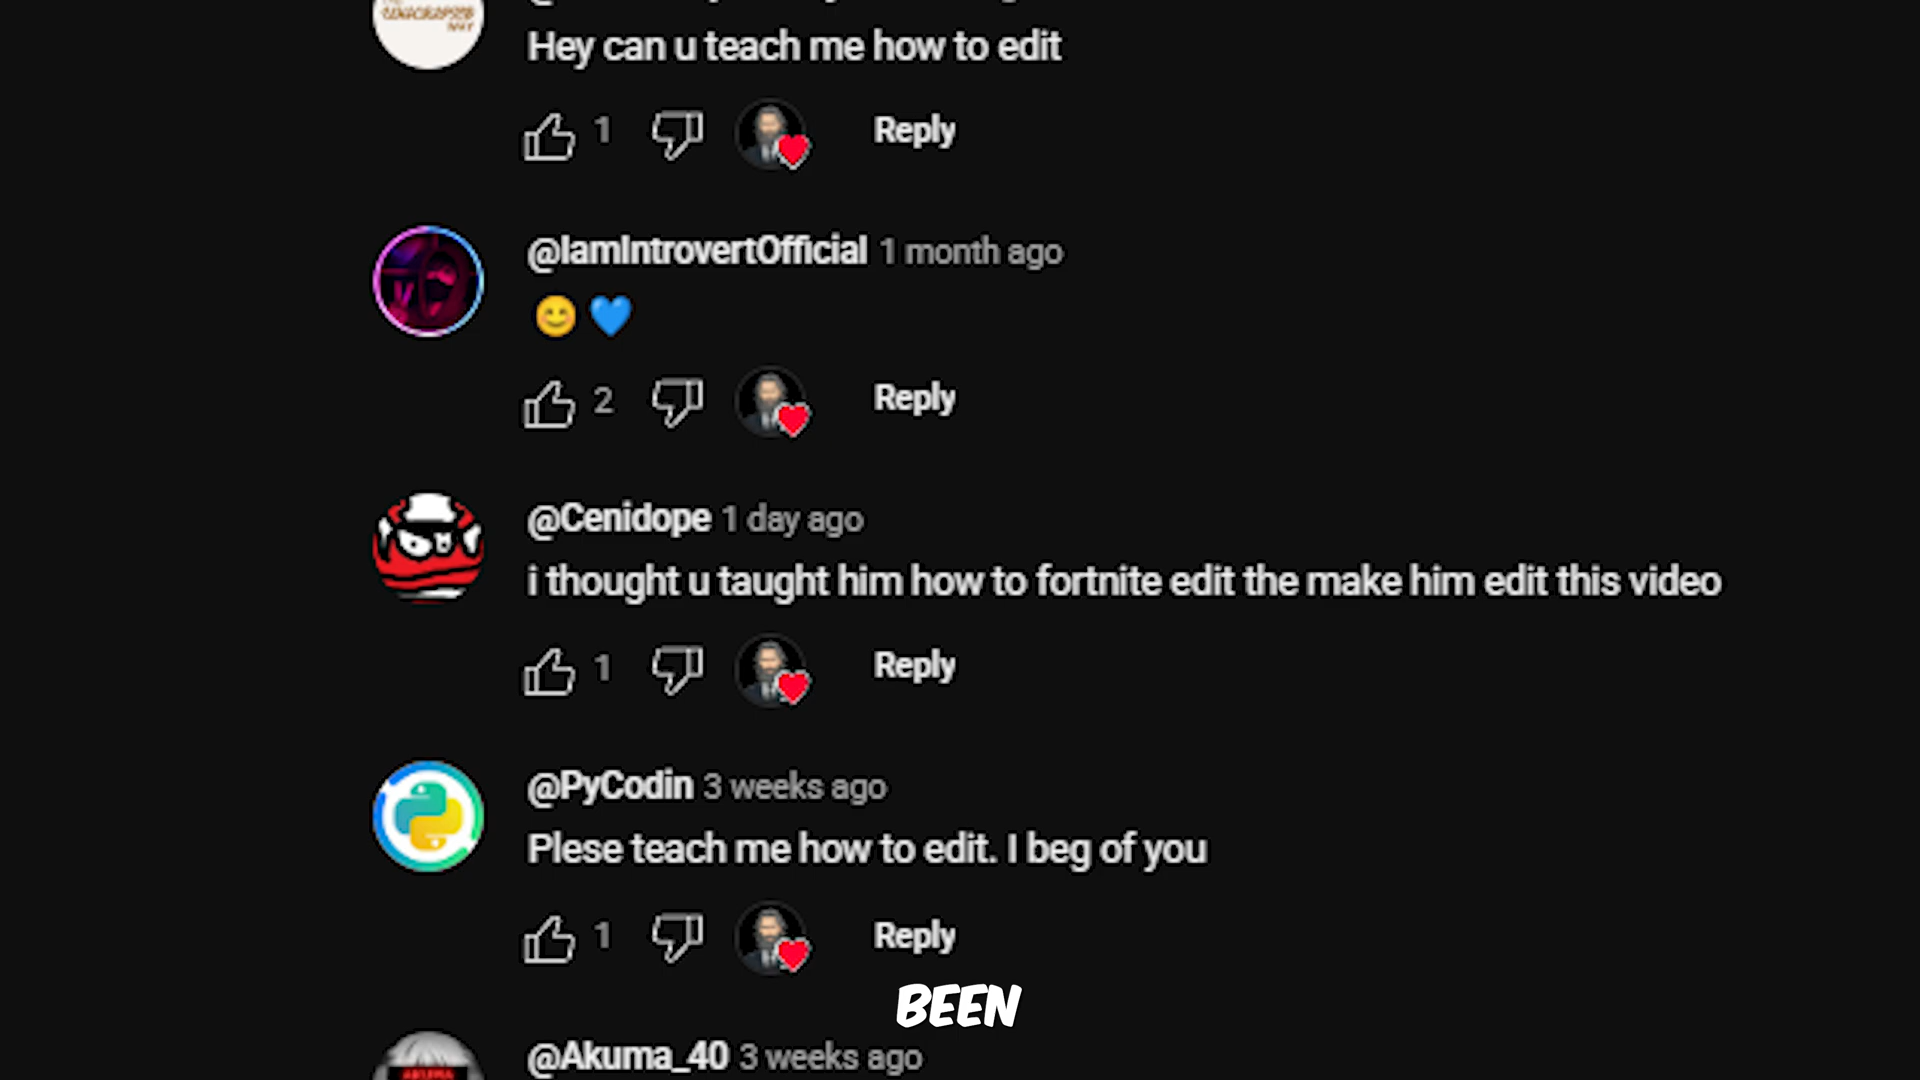 Hey can u teach me how to edit
1 Reply
@IamIntrovertOfficial 1 month ago
😊 💙
2 Reply
@Cenidope 1 day ago
i thought u taught him how to fortnite edit the make him edit this video
1 Reply
@PyCodin 3 weeks ago
Plese teach me how to edit. I beg of you
1 Reply
BEEN
@Akuma_40 3 weeks ago
AKUMA